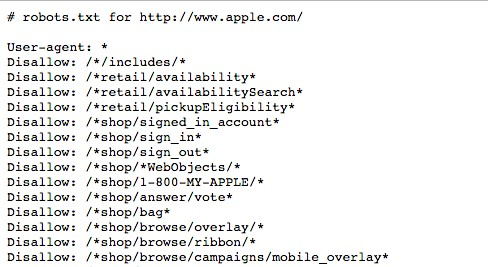 # robots.txt for http://www.apple.com/
User-agent: *
Disallow: /*/includes/*
Disallow: /*retail/availability*
Disallow: /*retail/availabilitySearch*
Disallow: /*retail/pickupEligibility*
Disallow: /*shop/signed_in_account*
Disallow: /*shop/sign_in*
Disallow: /*shop/sign_out*
Disallow: /*shop/*WebObjects/*
Disallow: /*shop/1-800-MY-APPLE/*
Disallow: /*shop/answer/vote*
Disallow: /*shop/bag*
Disallow: /*shop/browse/overlay/*
Disallow: /*shop/browse/ribbon/*
Disallow: /*shop/browse/campaigns/mobile_overlay*